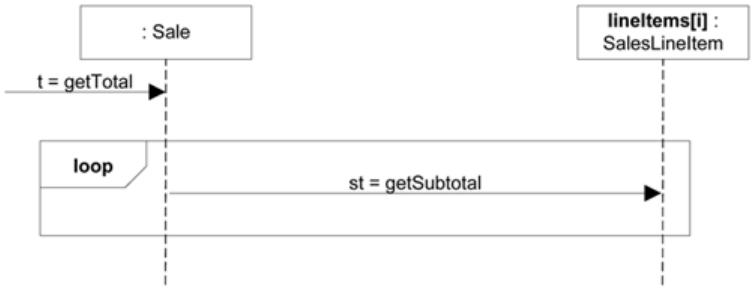 : Sale
lineItems[i] :
SalesLineItem
t = getTotal
loop
st = getSubtotal